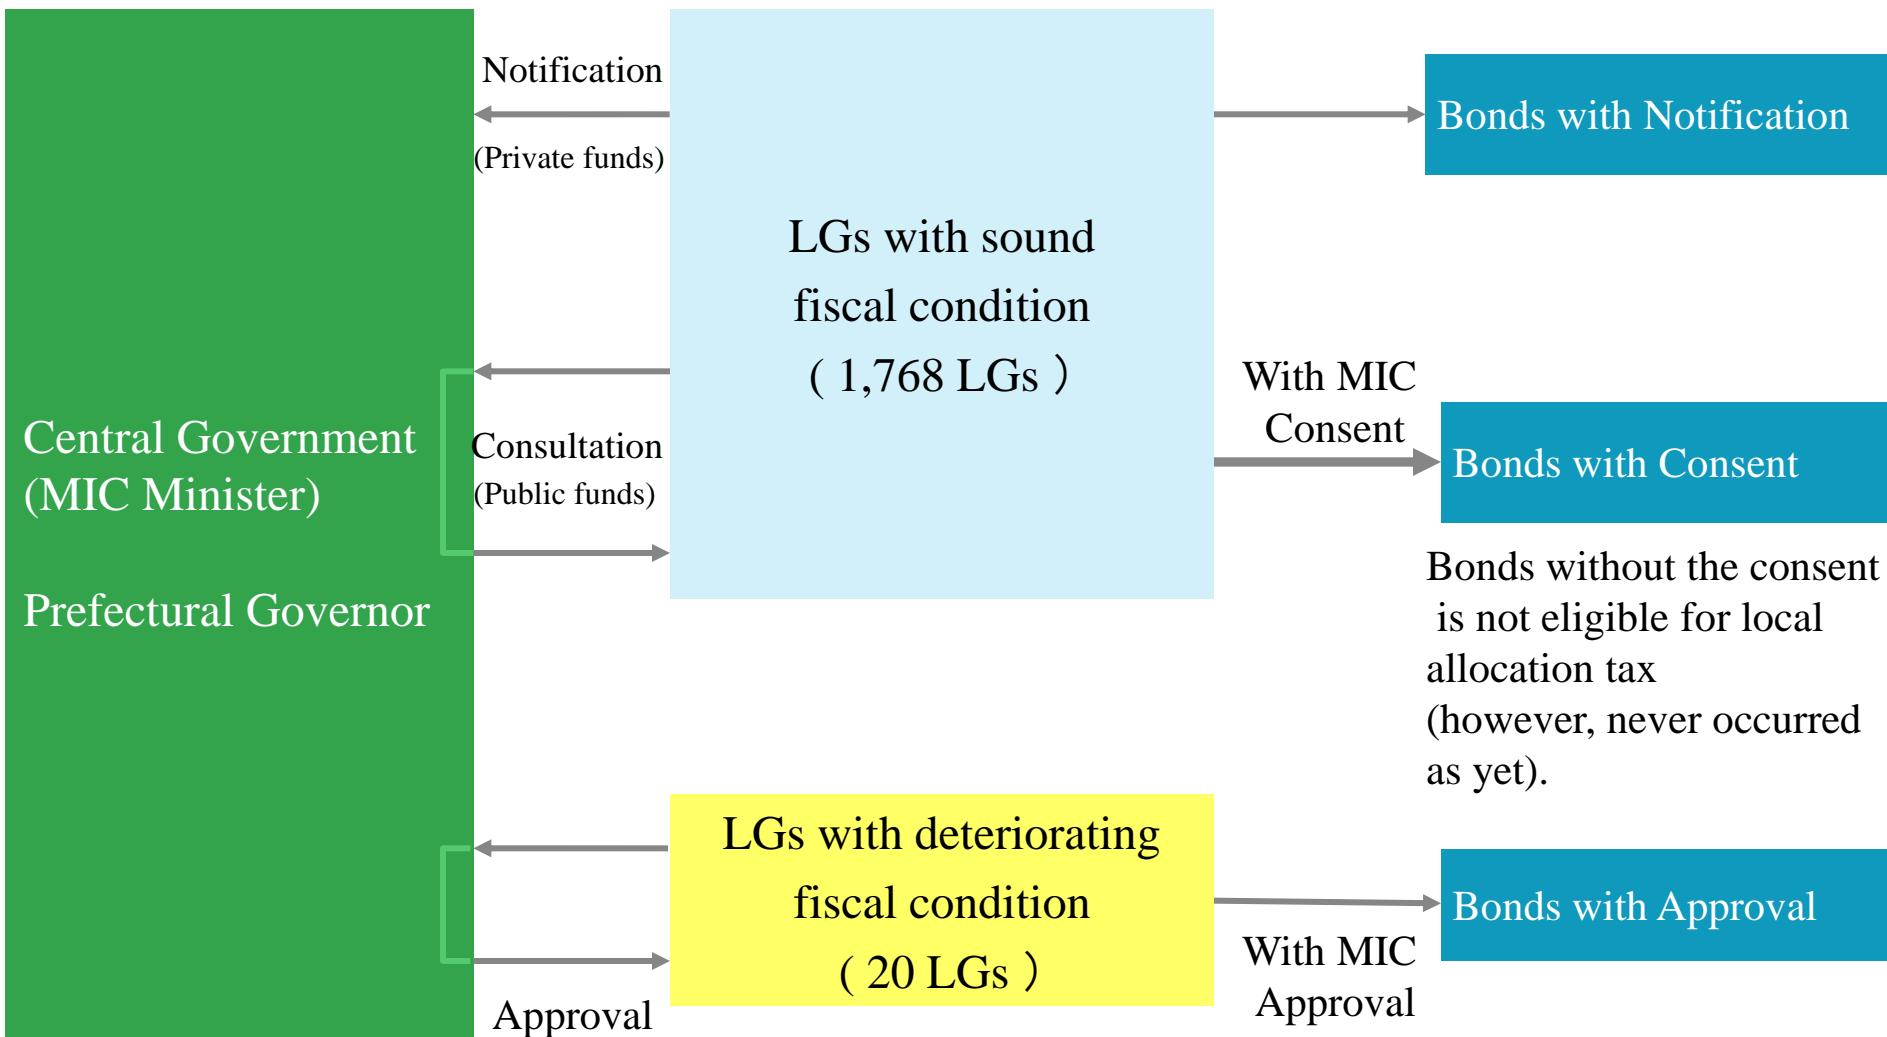 Central Government
(MIC Minister)
Prefectural Governor
Notification
(Private funds)
Consultation
(Public funds)
Approval
LGs with sound
fiscal condition
( 1,768 LGs ）
LGs with deteriorating
fiscal condition
( 20 LGs ）
With MIC
Consent
With MIC
Approval
Bonds with Notification
Bonds with Consent
Bonds without the consent
is not eligible for local
allocation tax
(however, never occurred
as yet).
Bonds with Approval